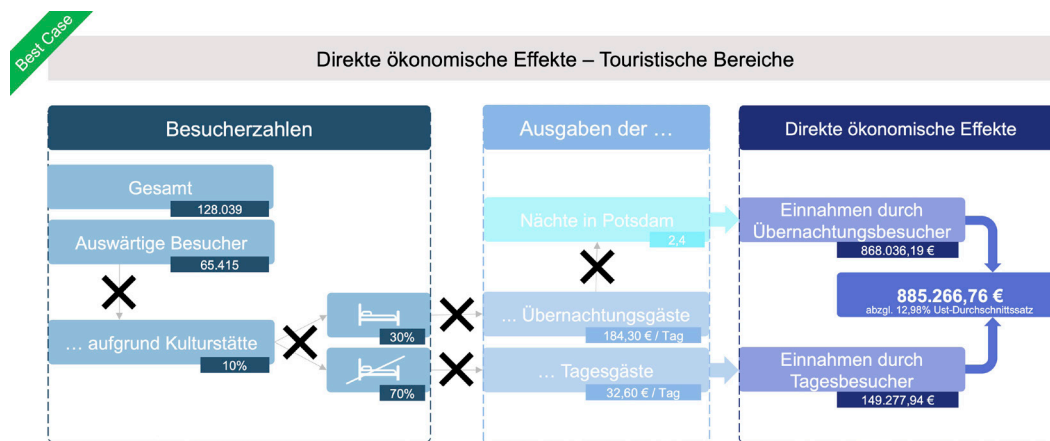 Best Case
Direkte ökonomische Effekte – Touristische Bereiche
Besucherzahlen
Gesamt
128.039
Auswärtige Besucher
65.415
... aufgrund Kulturstätte
10%
30%
70%
Ausgaben der ...
Nächte in Potsdam
2,4
... Übernachtungsgäste
184,30 € / Tag
... Tagesgäste
32,60 € / Tag
Direkte ökonomische Effekte
Einnahmen durch
Übernachtungsbesucher
868.036,19 €
885.266,76 €
abzgl. 12,98% Ust-Durchschnittssatz
Einnahmen durch
Tagesbesucher
149.277,94 €